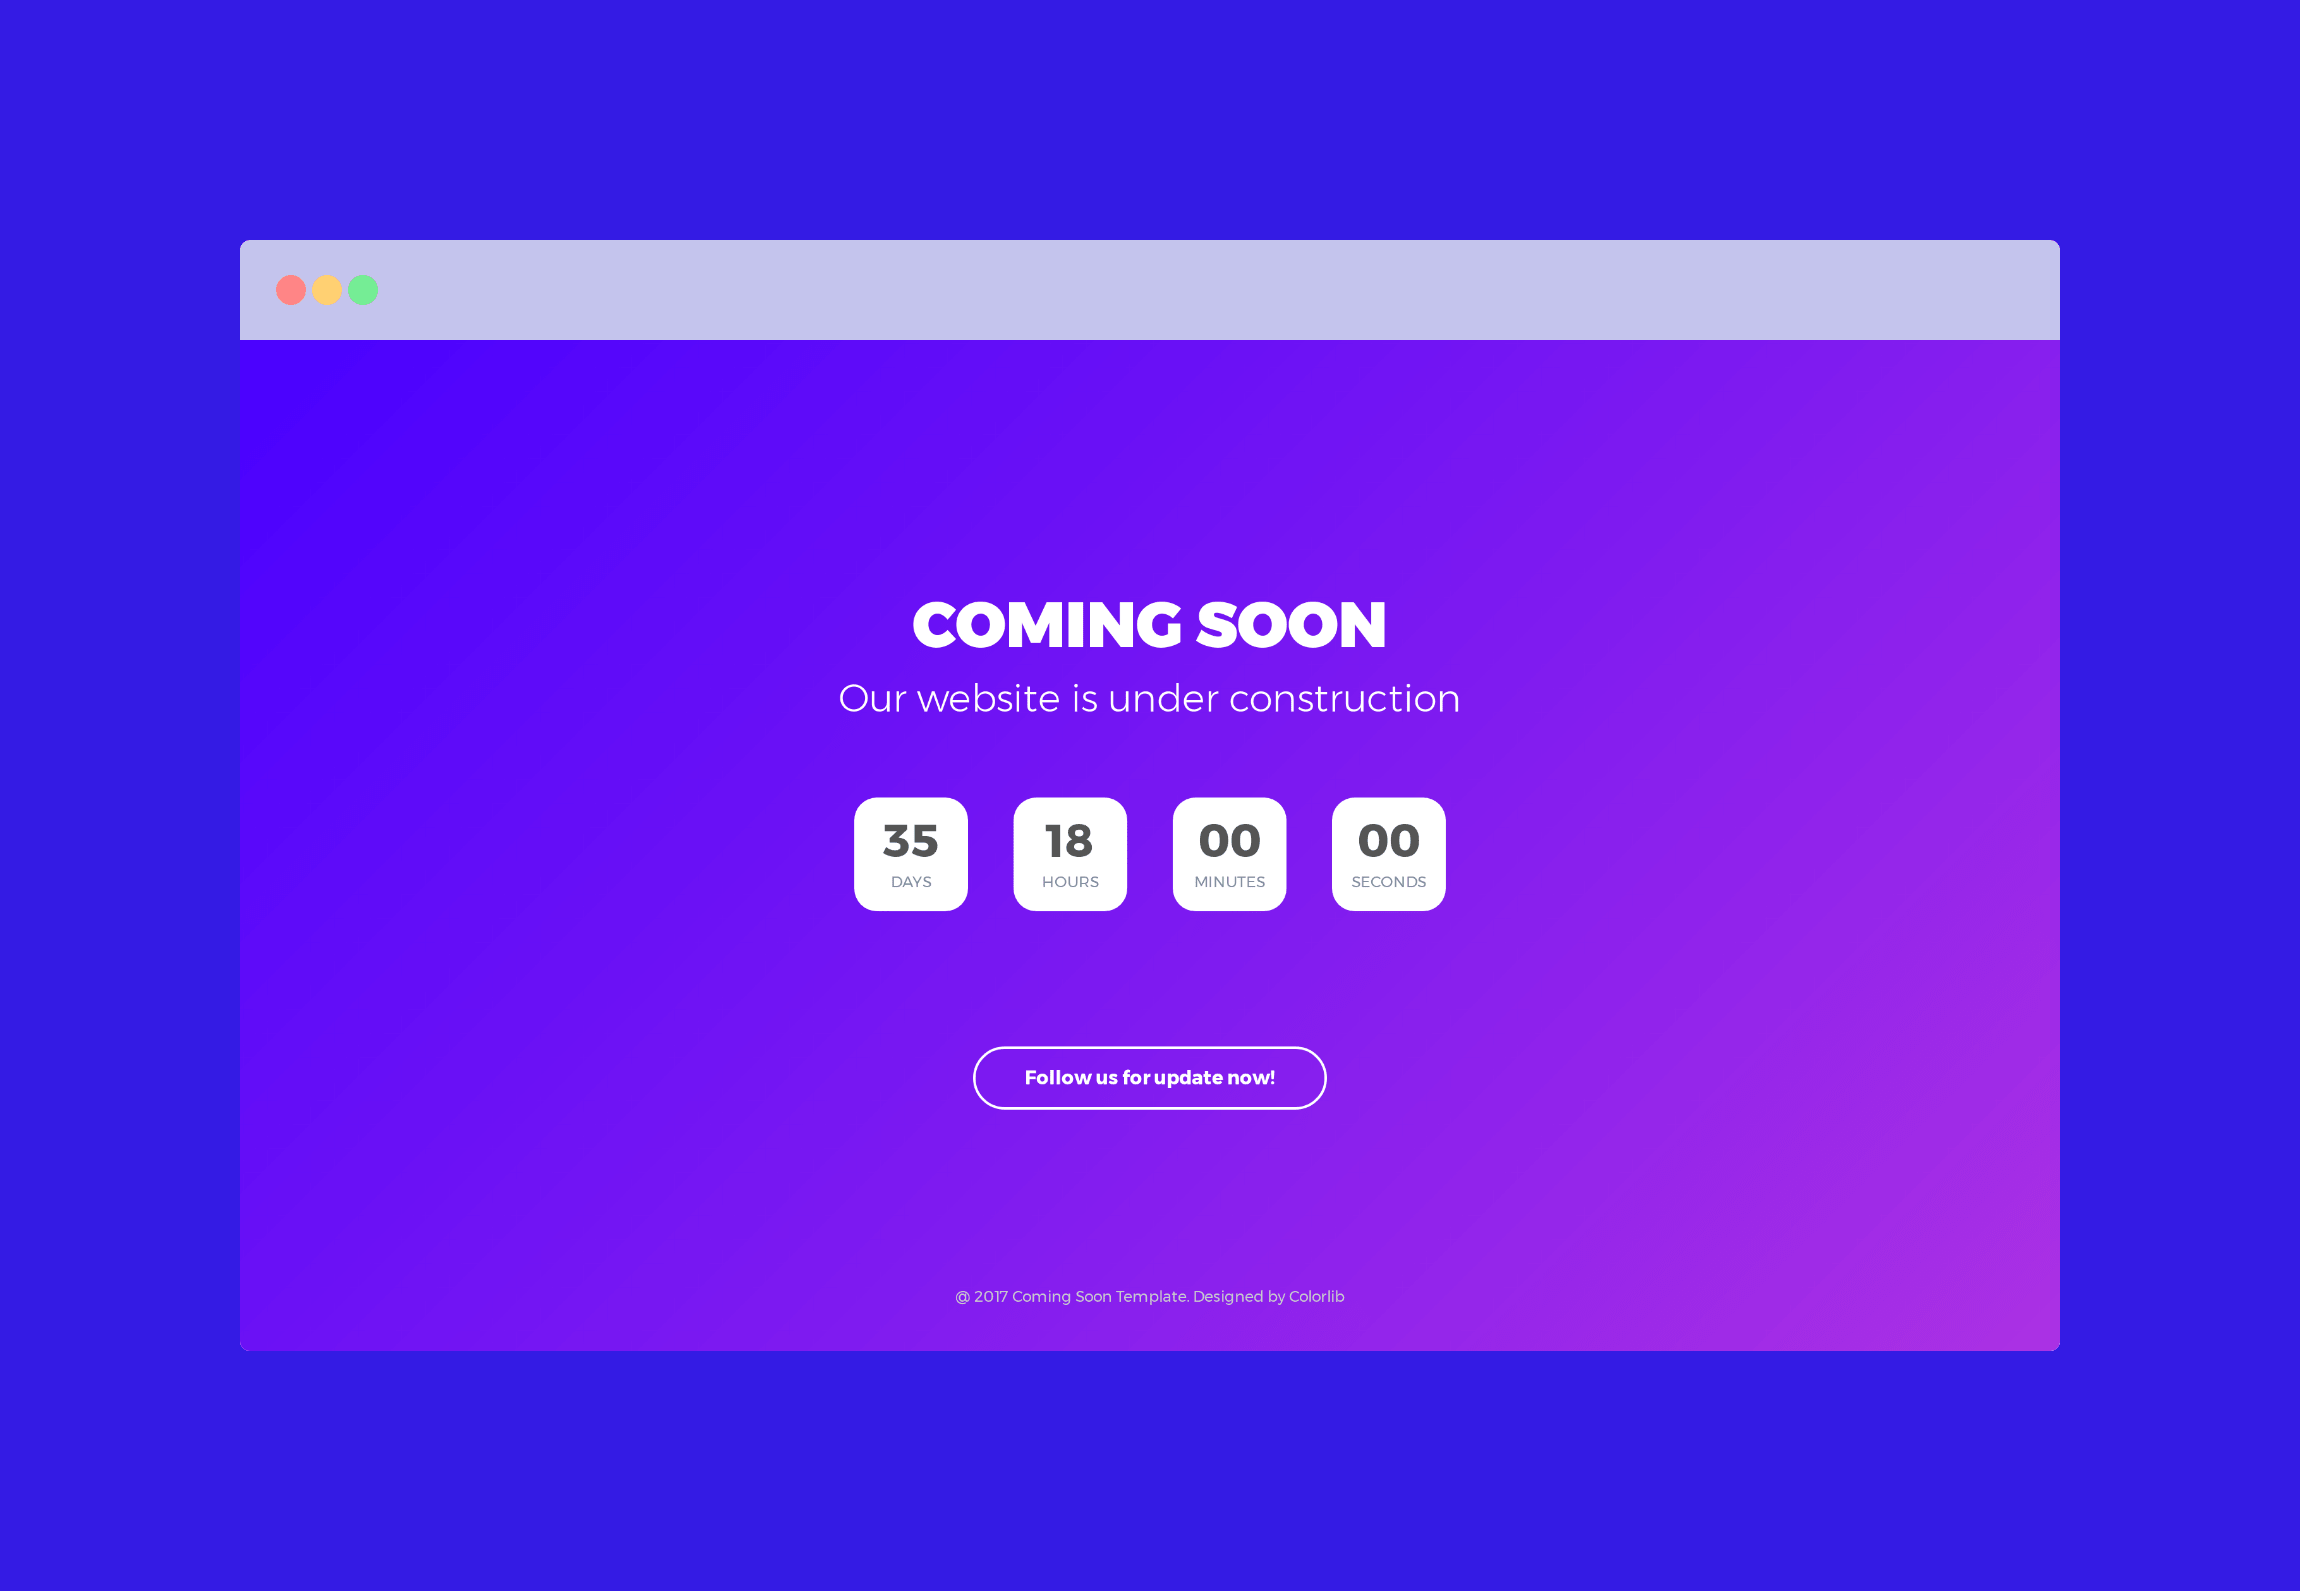 COMING SOON
Our website is under construction
35 18 00 00
DAYS HOURS MINUTES SECONDS
Follow us for update now!
@ 2017 Coming Soon Template. Designed by Colorlib